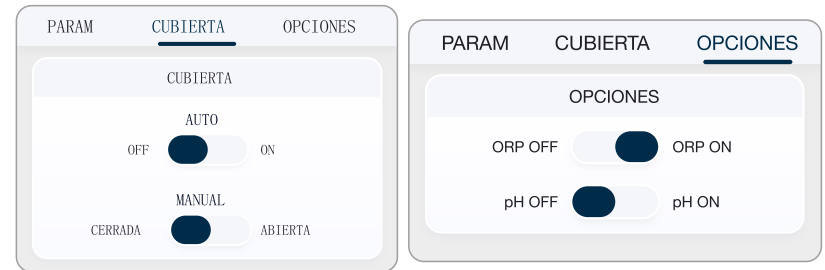 PARAM CUBIERTA OPCIONES
CUBIERTA
AUTO
OFF ON
MANUAL
CERRADA ABIERTA
PARAM CUBIERTA OPCIONES
OPCIONES
ORP OFF ORP ON
pH OFF pH ON